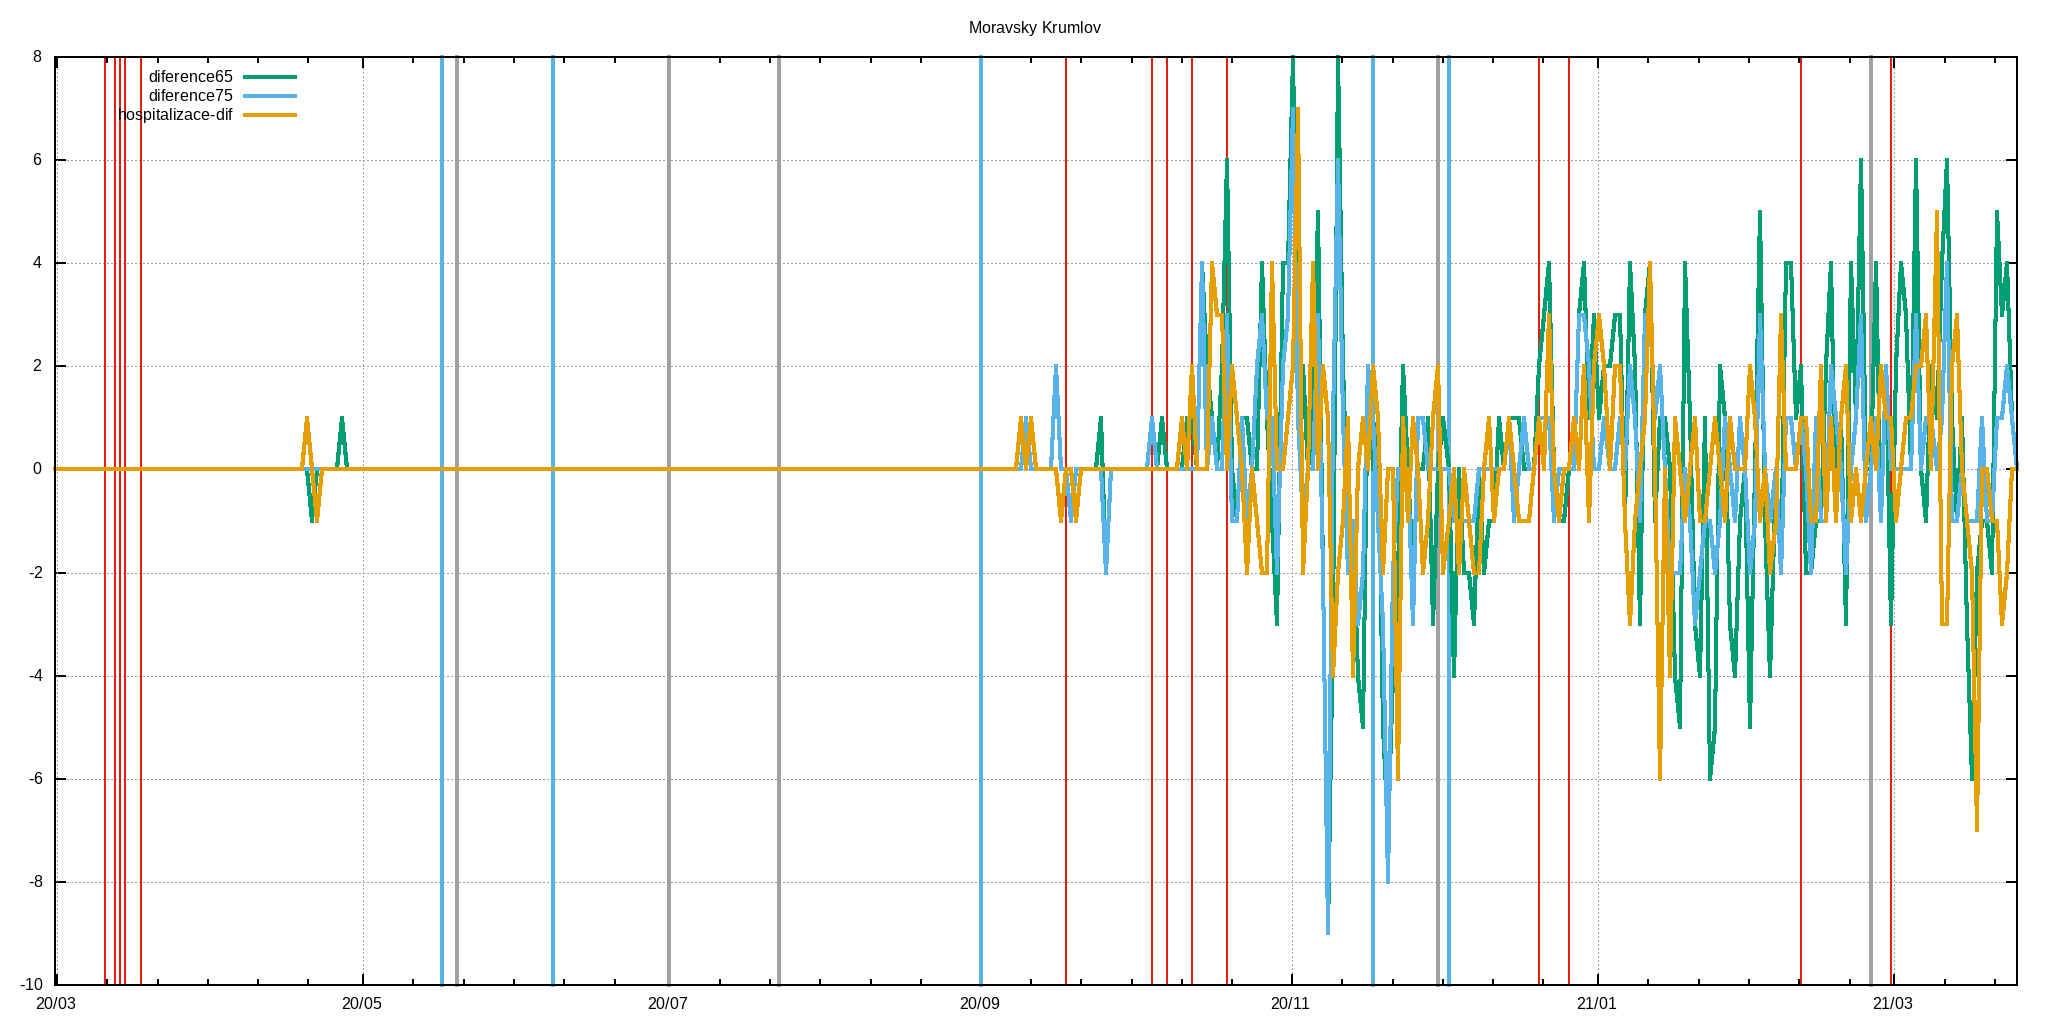 Moravsky Krumlov
8
diference65
diference75
hospitalizace-dif
6
4
2
0
-2
-4
-6
-8
-10
20/03 20/05 20/07 20/09 20/11 21/01 21/03